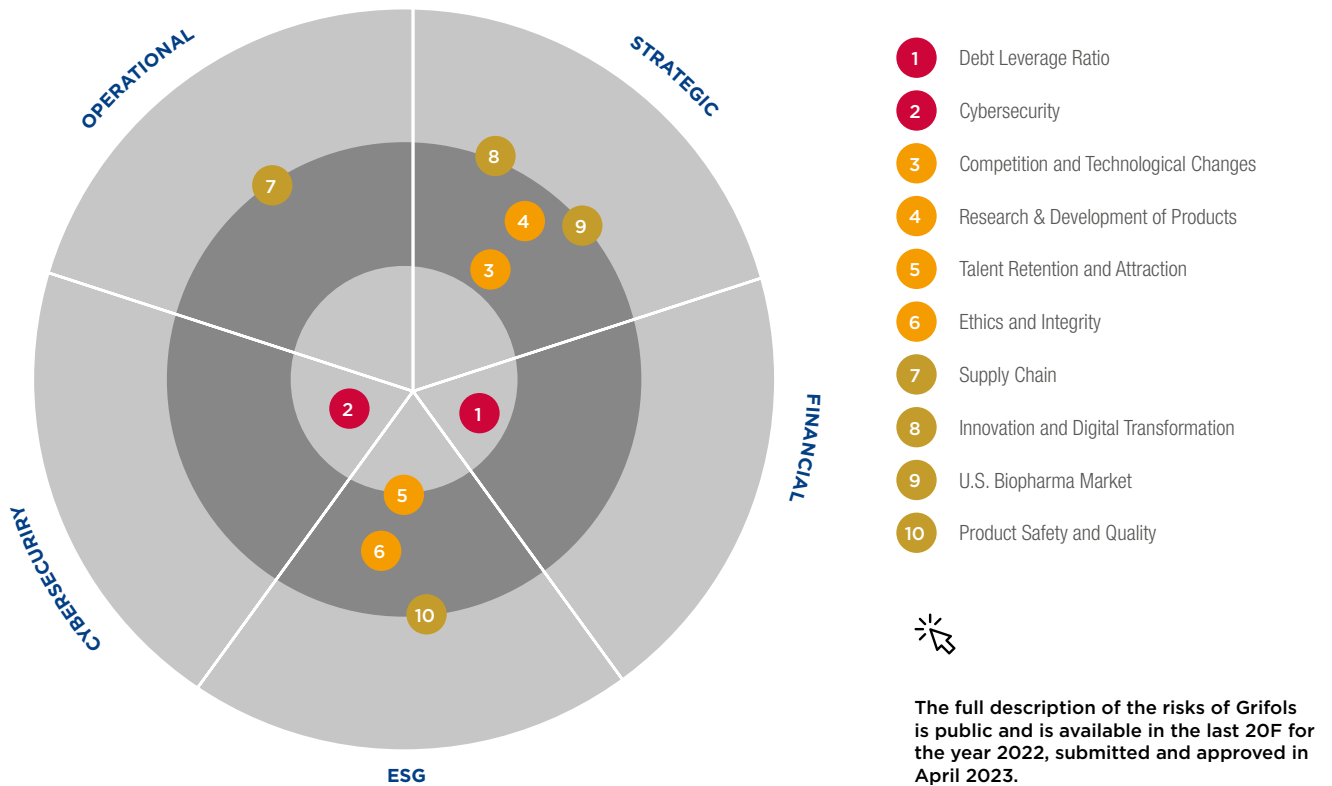 OPERATIONAL
STRATEGIC
FINANCIAL
ESG
CYBERSECURIRY
8
7
4
9
3
2
1
5
6
10
1 Debt Leverage Ratio
2 Cybersecurity
3 Competition and Technological Changes
4 Research & Development of Products
5 Talent Retention and Attraction
6 Ethics and Integrity
7 Supply Chain
8 Innovation and Digital Transformation
9 U.S. Biopharma Market
10 Product Safety and Quality
The full description of the risks of Grifols
is public and is available in the last 20F for
the year 2022, submitted and approved in
April 2023.